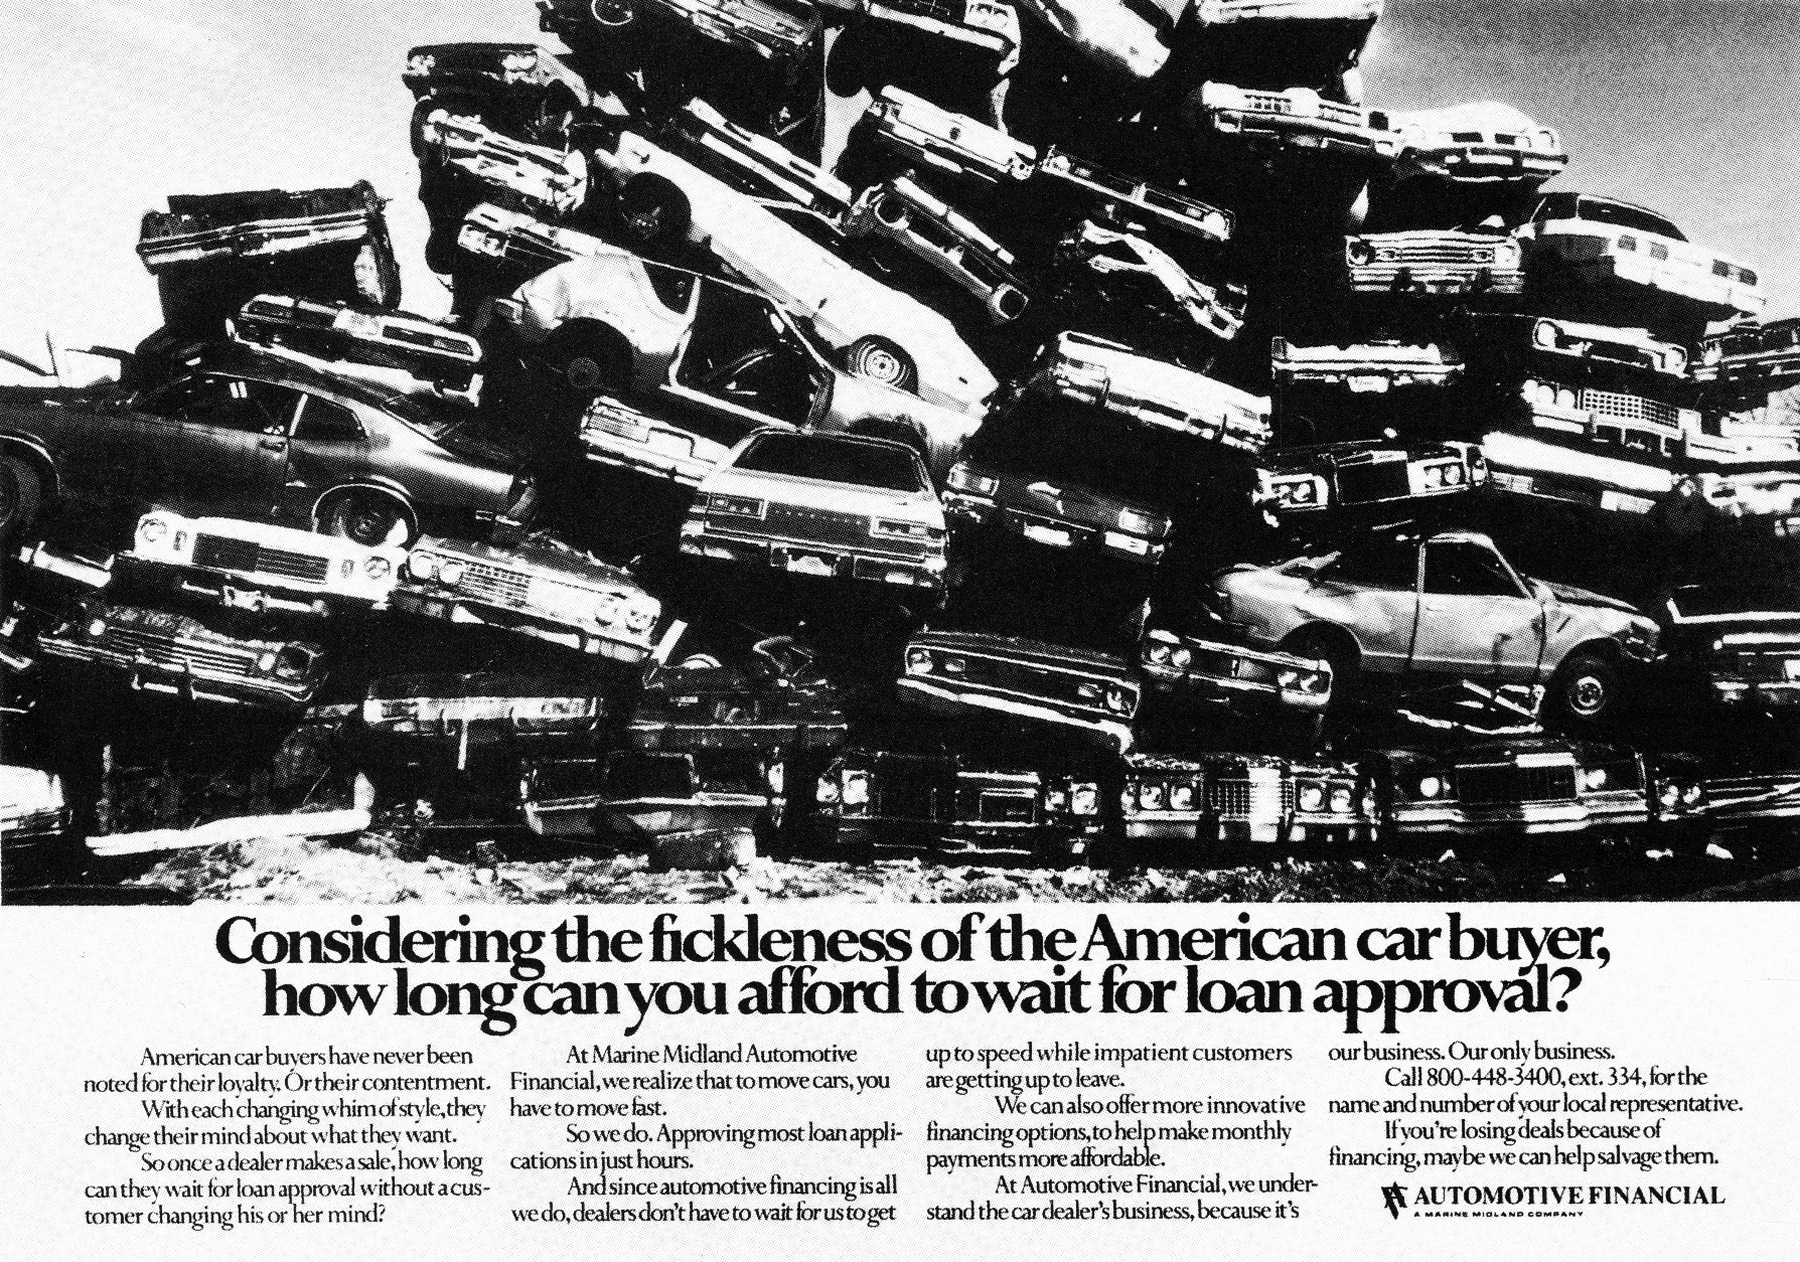 Considering the fickleness of the American car buyer,
how long can you afford to wait for loan approval?
American car buyers have never been
noted for their loyalty. Or their contentment.
With each changing whim of style, they
change their mind about what they want.
So once a dealer makes a sale, how long
can they wait for loan approval without a cus-
tomer changing his or her mind?
At Marine Midland Automotive
Financial, we realize that to move cars, you
have to move fast.
So we do. Approving most loan appli-
cations in just hours.
And since automotive financing is all
we do, dealers don't have to wait for us to get
up to speed while impatient customers
are getting up to leave.
We can also offer more innovative
financing options, to help make monthly
payments more affordable.
At Automotive Financial, we under-
stand the car dealer's business, because it's
our business. Our only business.
Call 800-448-3400, ext. 334, for the
name and number of your local representative.
If you're losing deals because of
financing, maybe we can help salvage them.
AUTOMOTIVE FINANCIAL
A MARINE MIDLAND COMPANY